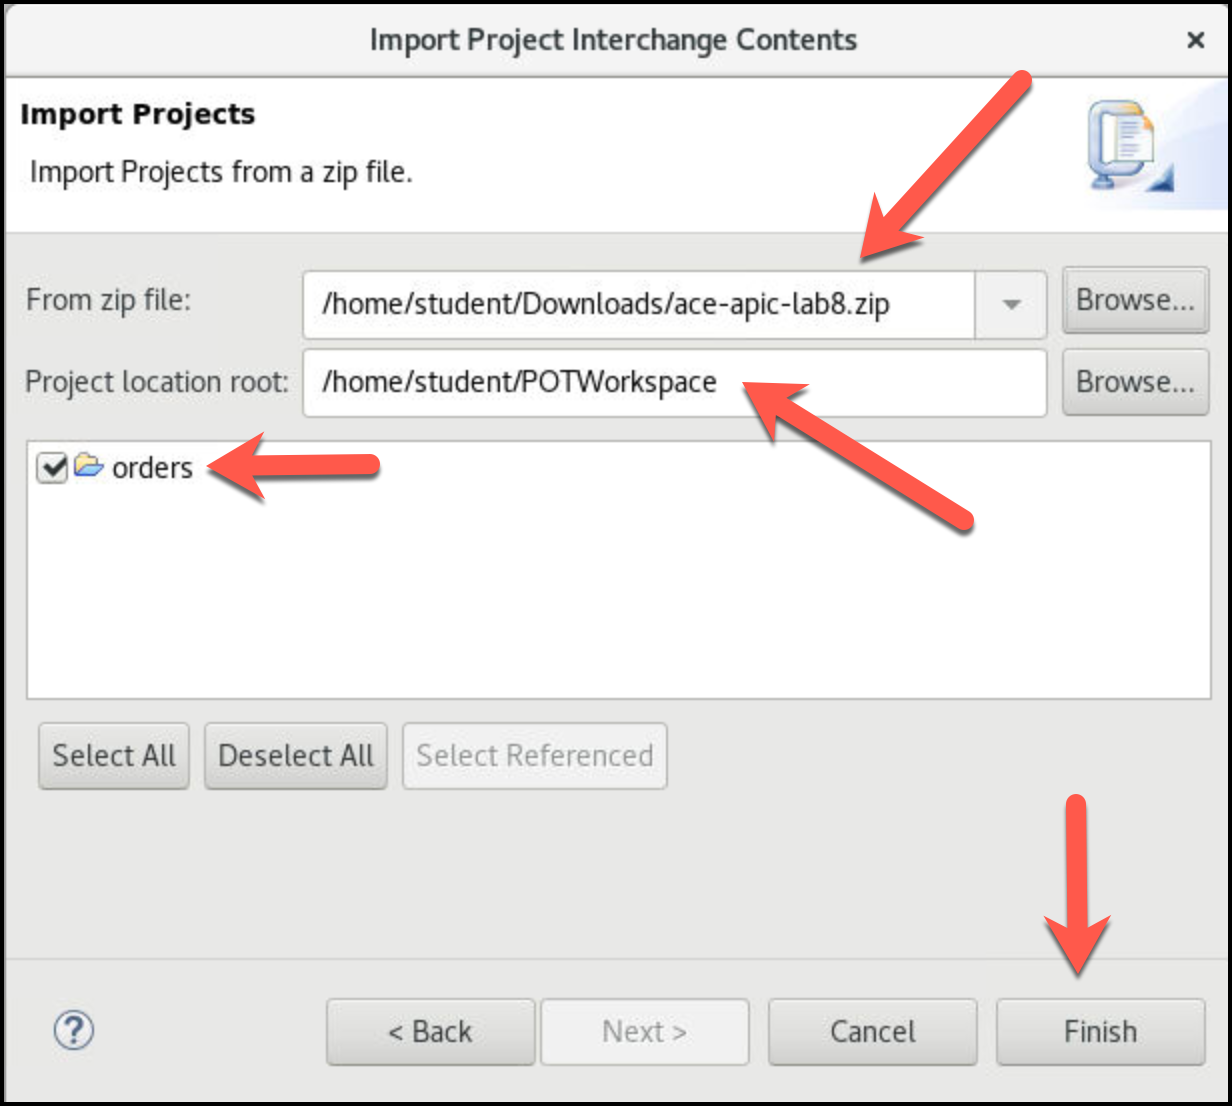 Import Project Interchange Contents
Import Projects
Import Projects from a zip file.
From zip file: /home/student/Downloads/ace-apic-lab8.zip Browse...
Project location root: /home/student/POTWorkspace Browse...
orders
Select All Deselect All Select Referenced
? < Back Next > Cancel Finish